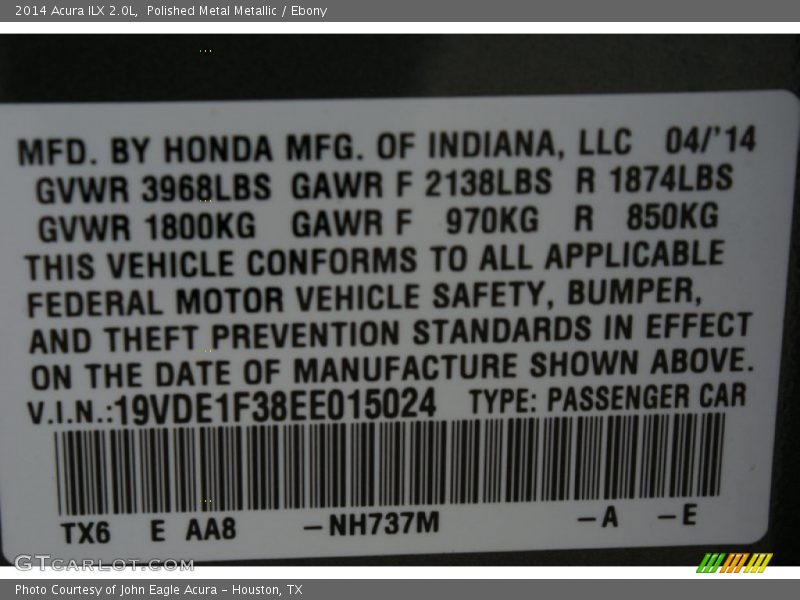 2014 Acura ILX 2.0L, Polished Metal Metallic / Ebony
MFD. BY HONDA MFG. OF INDIANA, LLC 04/'14
GVWR 3968LBS GAWR F 2138LBS R 1874LBS
GVWR 1800KG GAWR F 970KG R 850KG
THIS VEHICLE CONFORMS TO ALL APPLICABLE
FEDERAL MOTOR VEHICLE SAFETY, BUMPER,
AND THEFT PREVENTION STANDARDS IN EFFECT
ON THE DATE OF MANUFACTURE SHOWN ABOVE.
V.I.N.:19VDE1F38EE015024 TYPE: PASSENGER CAR
TX6 E AA8 –NH737M –A –E
GTCARLOT.COM
Photo Courtesy of John Eagle Acura - Houston, TX